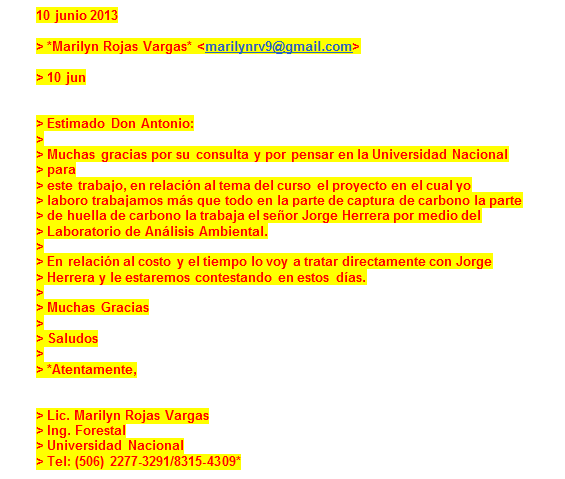 10 junio 2013
> *Marilyn Rojas Vargas* <marilynrv9@gmail.com>
> 10 jun
> Estimado Don Antonio:
>
> Muchas gracias por su consulta y por pensar en la Universidad Nacional
> para
> este trabajo, en relación al tema del curso el proyecto en el cual yo
> laboro trabajamos más que todo en la parte de captura de carbono la parte
> de huella de carbono la trabaja el señor Jorge Herrera por medio del
> Laboratorio de Análisis Ambiental.
>
> En relación al costo y el tiempo lo voy a tratar directamente con Jorge
> Herrera y le estaremos contestando en estos días.
>
> Muchas Gracias
>
> Saludos
>
> *Atentamente,
> Lic. Marilyn Rojas Vargas
> Ing. Forestal
> Universidad Nacional
> Tel: (506) 2277-3291/8315-4309*